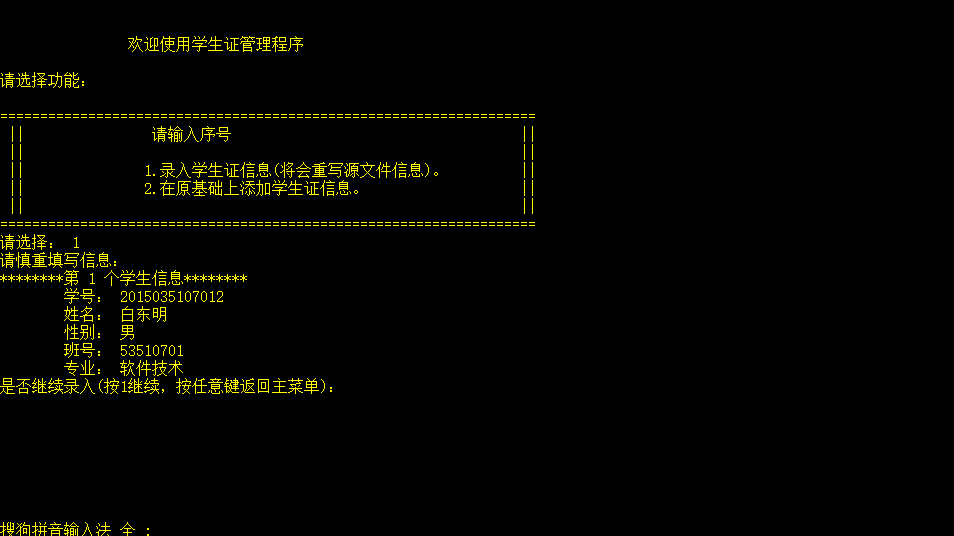 欢迎使用学生证管理程序
请选择功能:
===================================================================
||                请输入序号                                    ||
||                                                              ||
||               1.录入学生证信息(将会重写源文件信息)。          ||
||               2.在原基础上添加学生证信息。                    ||
||                                                              ||
===================================================================
请选择: 1
请慎重填写信息:
********第 1 个学生信息********
学号: 2015035107012
姓名: 白东明
性别: 男
班号: 53510701
专业: 软件技术
是否继续录入(按1继续, 按任意键返回主菜单):
搜狗拼音输入法 全 :